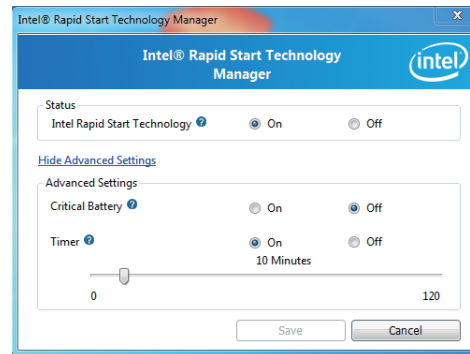 Intel® Rapid Start Technology Manager
Intel® Rapid Start Technology
Manager
intel
Status
Intel Rapid Start Technology ? On Off
Hide Advanced Settings
Advanced Settings
Critical Battery ? On Off
Timer ? On Off
10 Minutes
0 120
Save Cancel